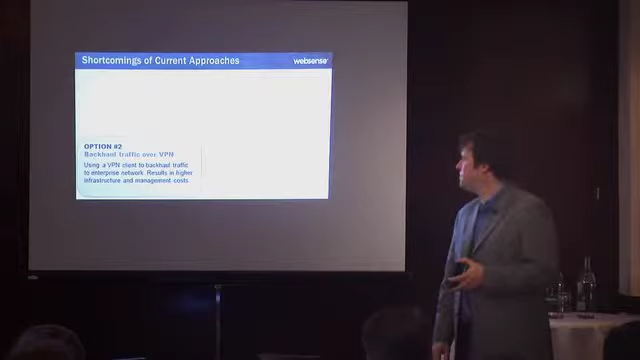 Shortcomings of Current Approaches
websense
OPTION #2
Backhaul traffic over VPN
Using a VPN client to backhaul traffic
to enterprise network. Results in higher
infrastructure and management costs.